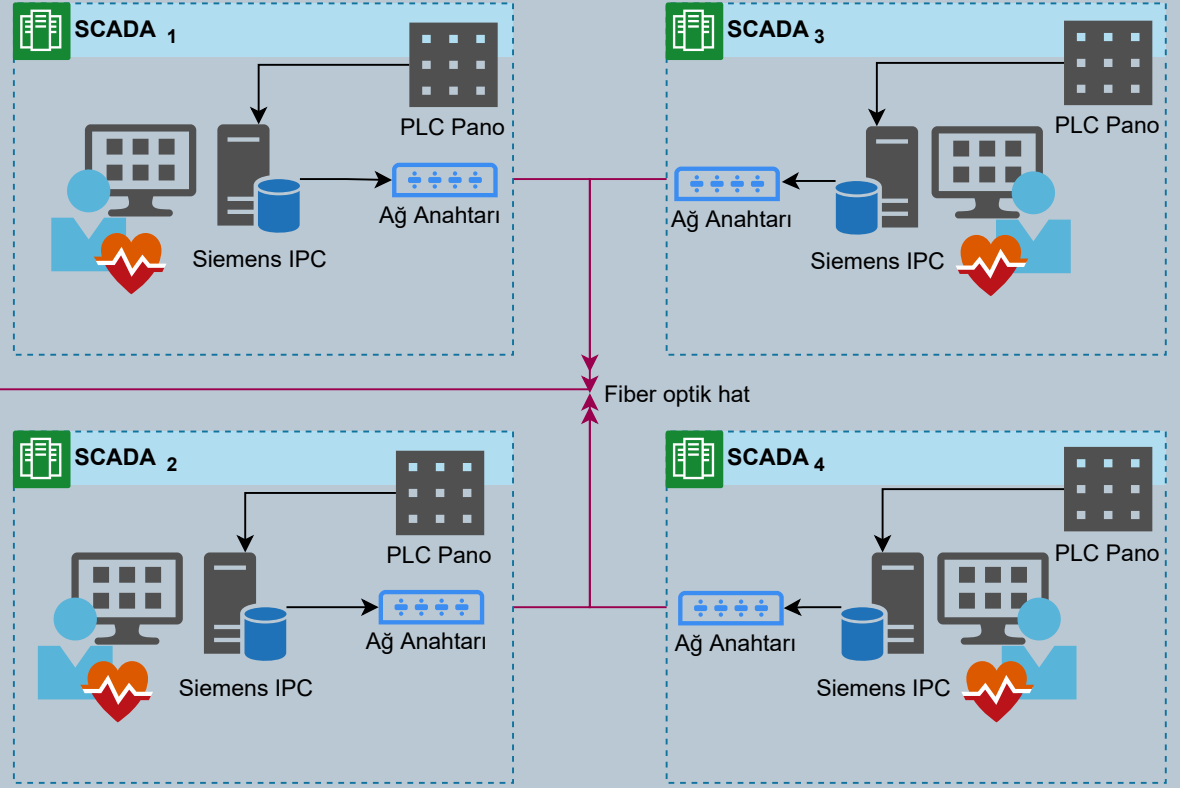 SCADA 1
PLC Pano
Ağ Anahtarı
Siemens IPC
SCADA 3
PLC Pano
Ağ Anahtarı
Siemens IPC
Fiber optik hat
SCADA 2
PLC Pano
Ağ Anahtarı
Siemens IPC
SCADA 4
PLC Pano
Ağ Anahtarı
Siemens IPC